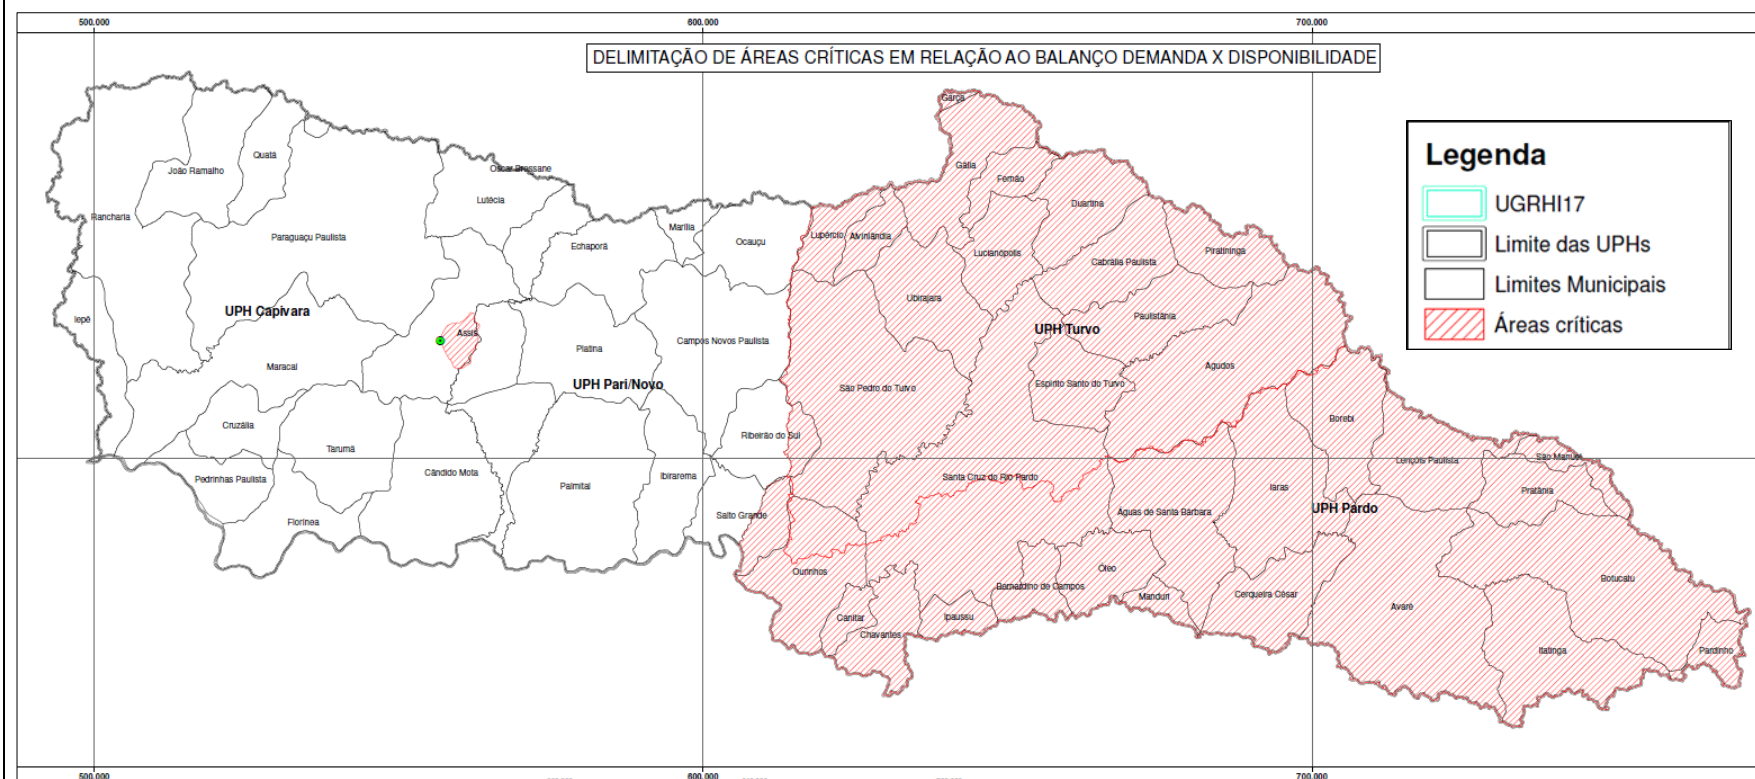 500.000 600.000 700.000
DELIMITAÇÃO DE ÁREAS CRÍTICAS EM RELAÇÃO AO BALANÇO DEMANDA X DISPONIBILIDADE
Legenda
UGRHI17
Limite das UPHs
Limites Municipais
Áreas críticas
Garça
Quatá
João Ramalho
Oscar Bressane
Gália
Fernão
Lutécia
Duartina
Rancharia
Marília
Paraguaçu Paulista
Echaporã
Ocauçu
Lupércio
Alvinlândia
Lucianópolis
Piratininga
Cabrália Paulista
Ubirajara
UPH Capivara
Iepê
Paulistânia
UPH Turvo
Assis
Campos Novos Paulista
Platina
Maracaí
Agudos
UPH Pari/Novo
São Pedro do Turvo
Espírito Santo do Turvo
Borebi
Cruzália
Ribeirão do Sul
Tarumã
São Manuel
Lençóis Paulista
Cândido Mota
Pedrinhas Paulista
Ibirarema
Santa Cruz do Rio Pardo
Palmital
Iaras
Pratânia
UPH Pardo
Águas de Santa Bárbara
Salto Grande
Florínea
Óleo
Ourinhos
Botucatu
Bernardino de Campos
Manduri
Cerqueira César
Avaré
Canitar
Ipaussu
Chavantes
Itatinga
Pardinho
500.000 600.000 700.000